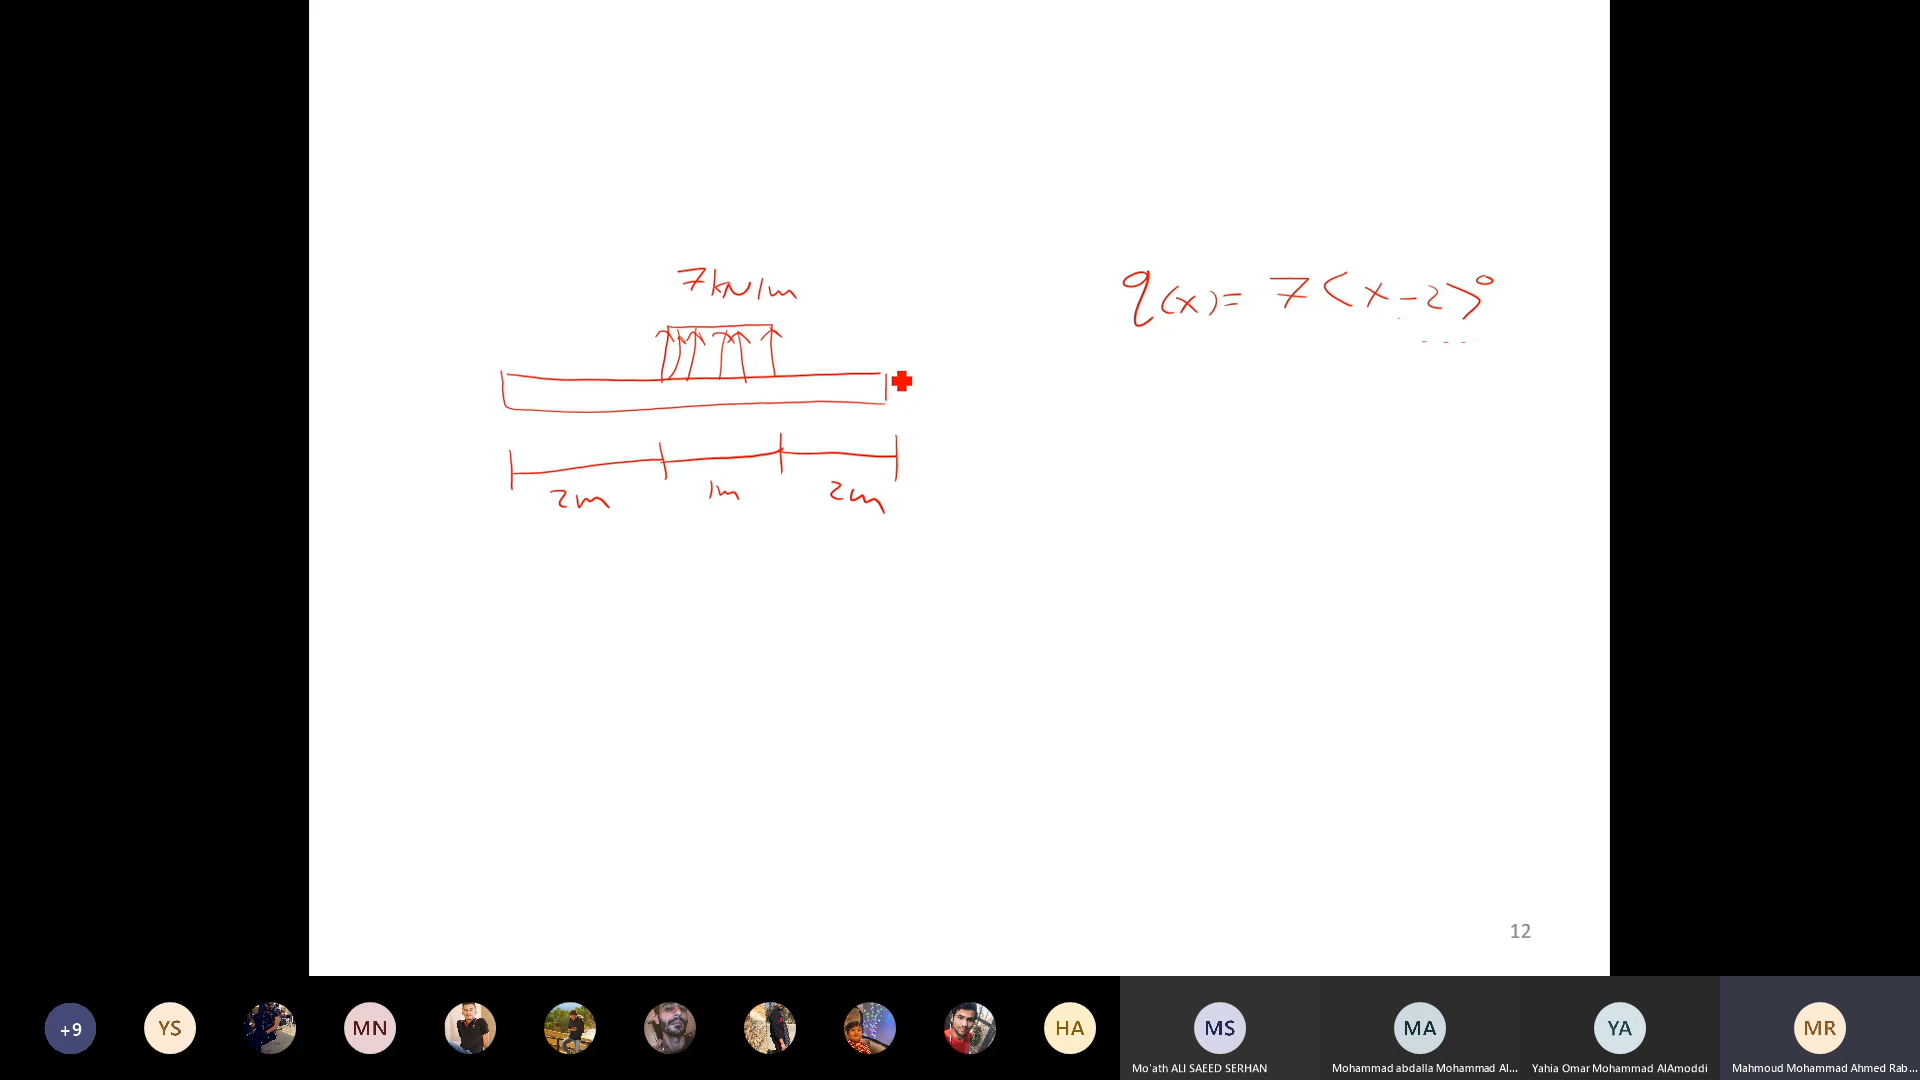 7kN/m
q(x)= 7<x-2>⁰
2m
1m
2m
12
+9
YS
MN
HA
MS
MA
YA
MR
Mo'ath ALI SAEED SERHAN
Mohammad abdalla Mohammad Al...
Yahia Omar Mohammad AlAmoddi
Mahmoud Mohammad Ahmed Rab...